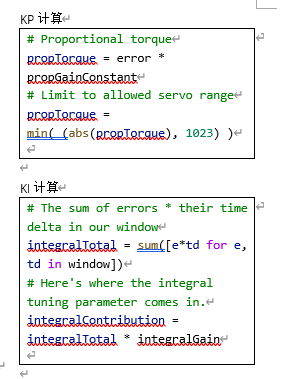 KP 计算
# Proportional torque
propTorque = error *
propGainConstant
# Limit to allowed servo range
propTorque =
min( (abs(propTorque), 1023) )
KI 计算
# The sum of errors * their time
delta in our window
integralTotal = sum([e*td for e,
td in window])
# Here's where the integral
tuning parameter comes in.
integralContribution =
integralTotal * integralGain